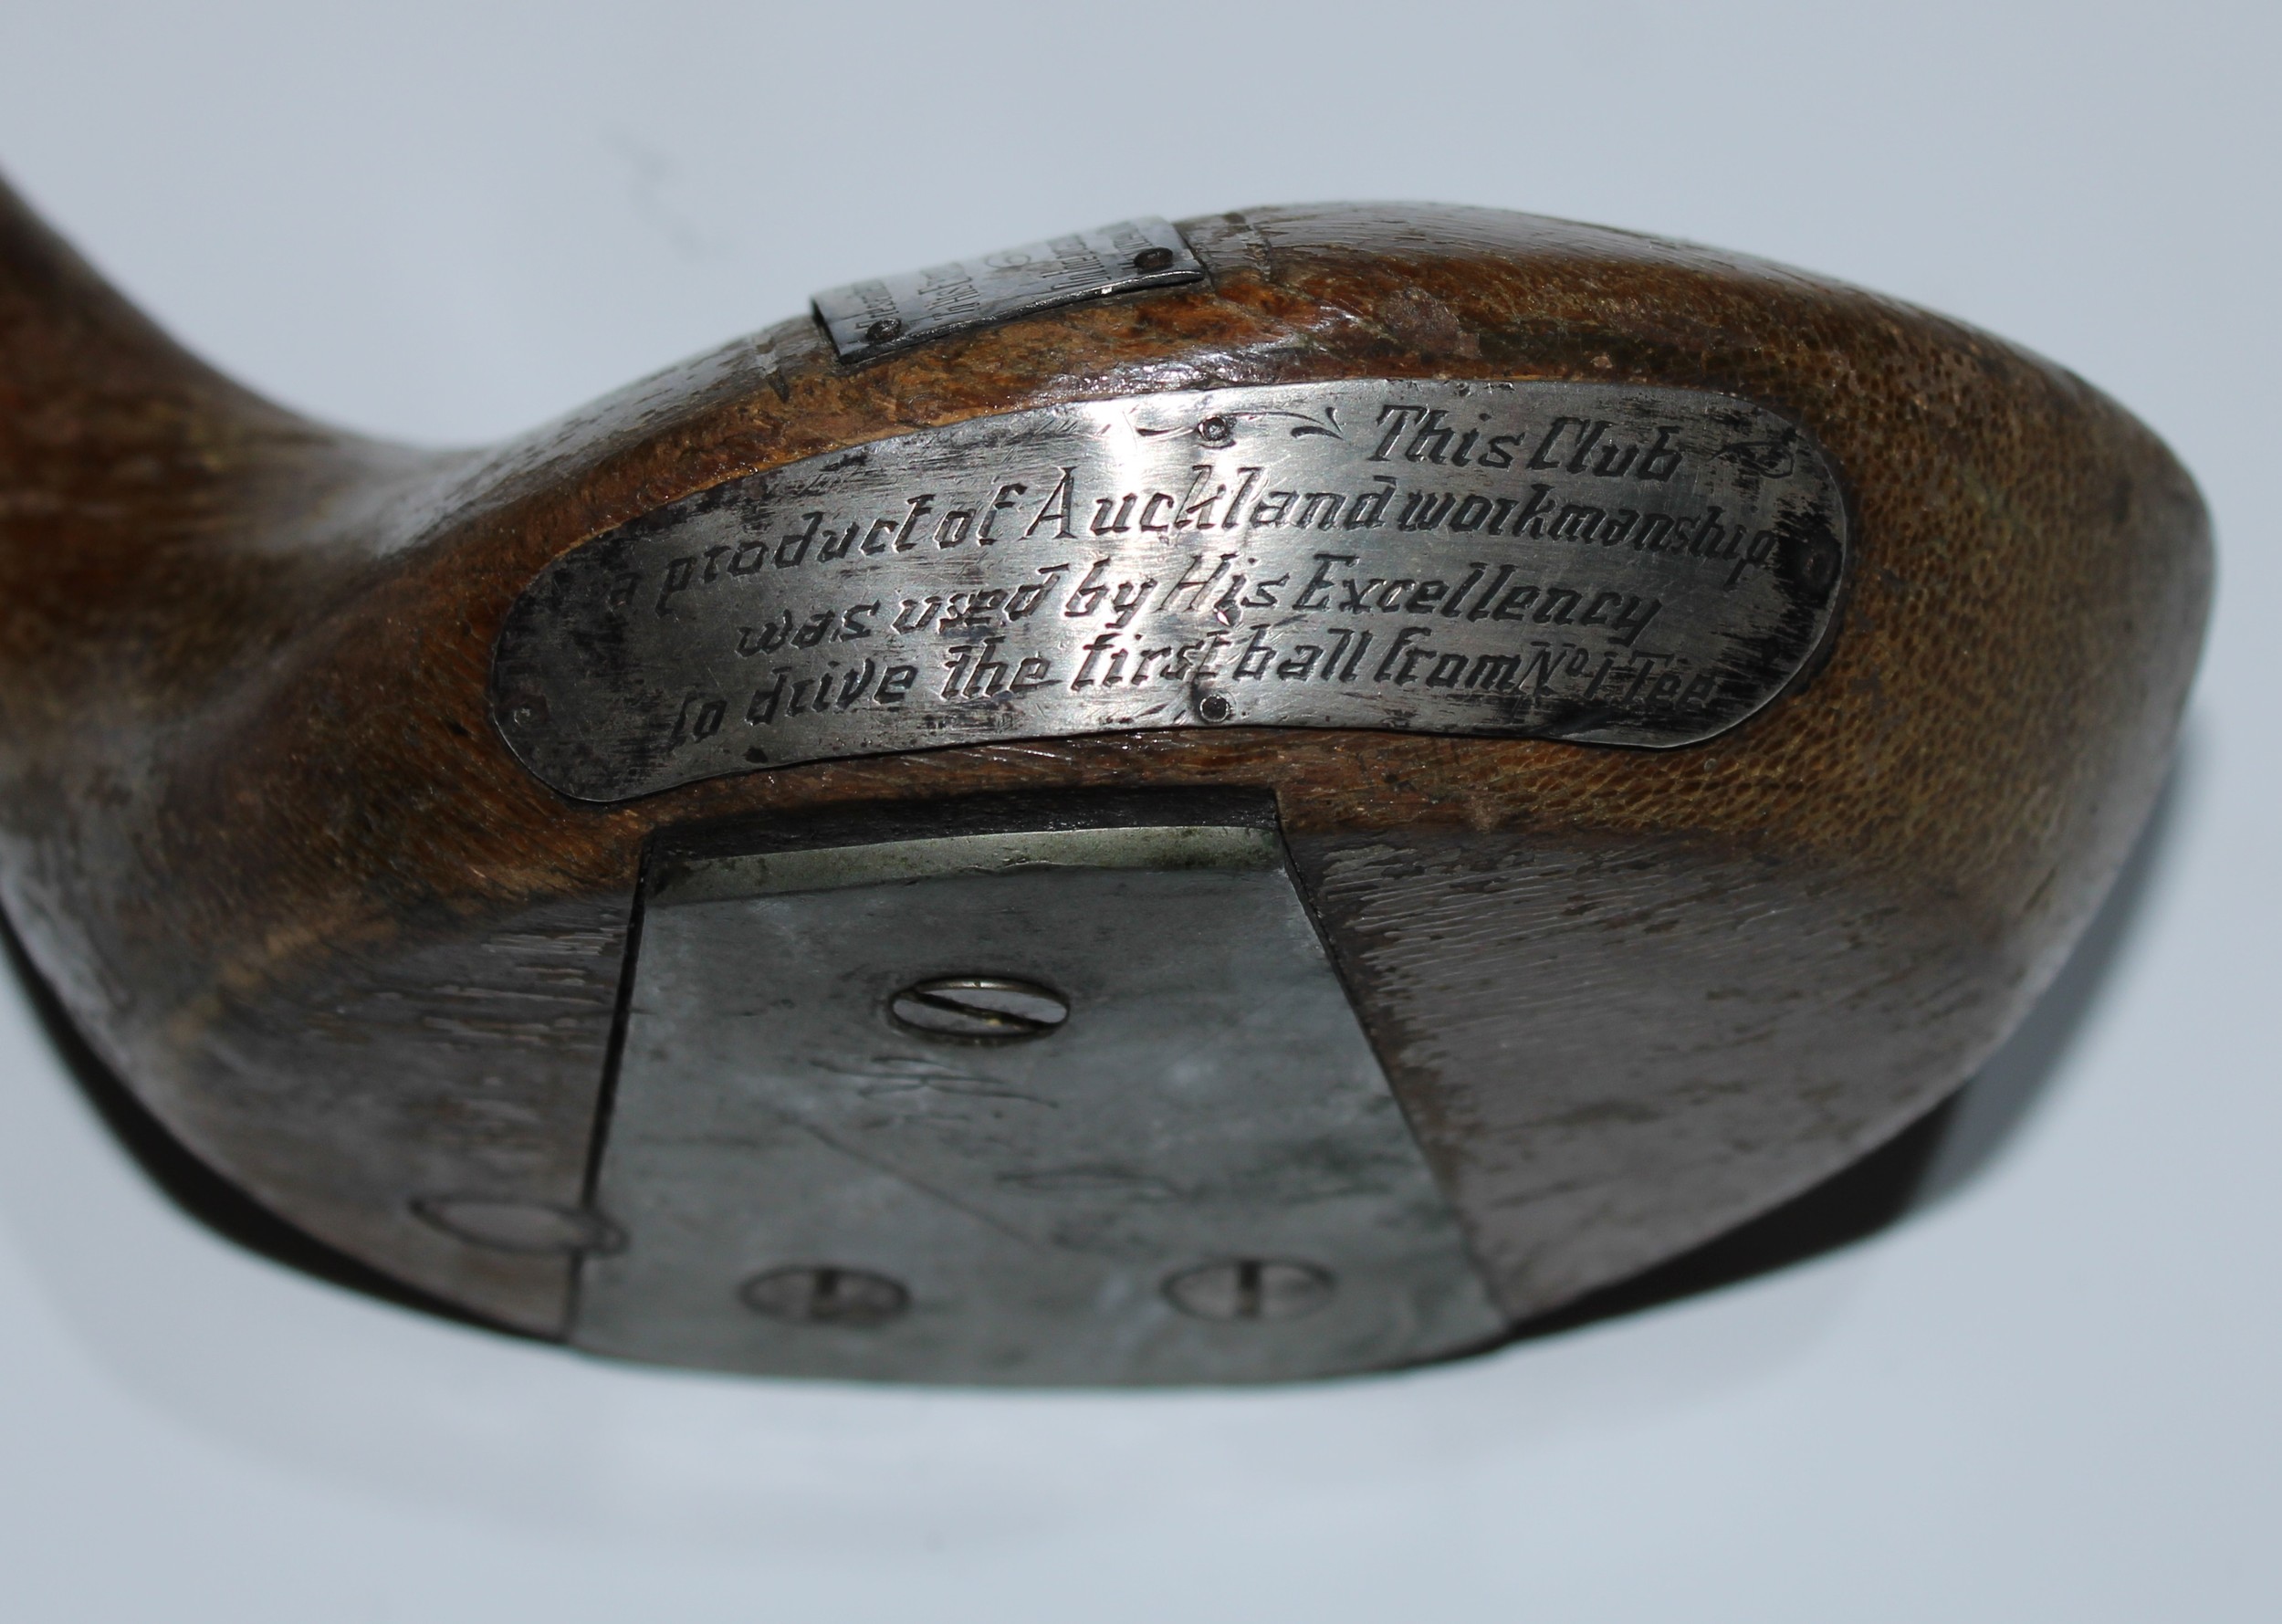 This Club
a product of Auckland workmanship
was used by His Excellency
to drive the first ball from No 1 Tee